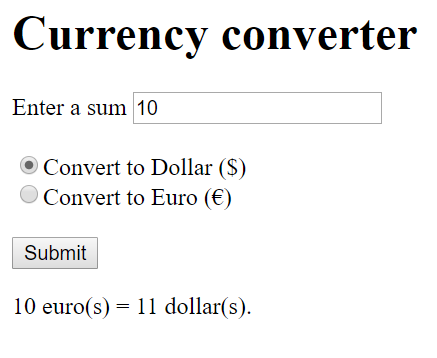 Currency converter
Enter a sum 10
Convert to Dollar ($)
Convert to Euro (€)
Submit
10 euro(s) = 11 dollar(s).